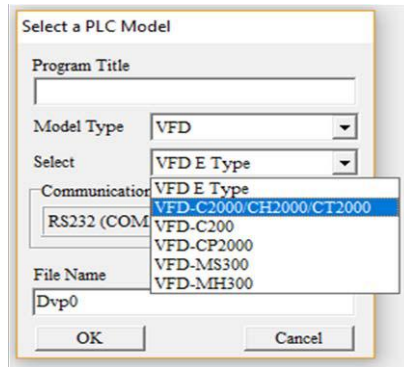 Select a PLC Model
Program Title
Model Type VFD
Select VFD E Type
Communication
VFD E Type
VFD-C2000/CH2000/CT2000
RS232 (COM
VFD-C200
VFD-CP2000
VFD-MS300
VFD-MH300
File Name
Dvp0
OK Cancel